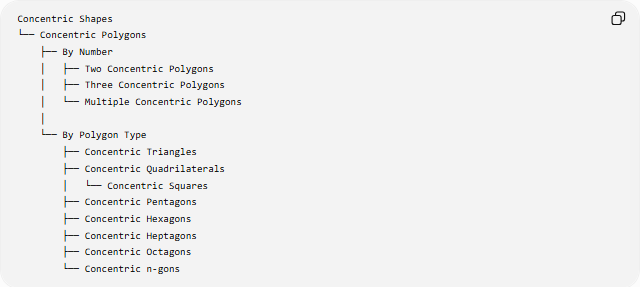 Concentric Shapes
└── Concentric Polygons
    ├── By Number
    │   ├── Two Concentric Polygons
    │   ├── Three Concentric Polygons
    │   └── Multiple Concentric Polygons
    │
    └── By Polygon Type
        ├── Concentric Triangles
        ├── Concentric Quadrilaterals
        │   └── Concentric Squares
        ├── Concentric Pentagons
        ├── Concentric Hexagons
        ├── Concentric Heptagons
        ├── Concentric Octagons
        └── Concentric n-gons